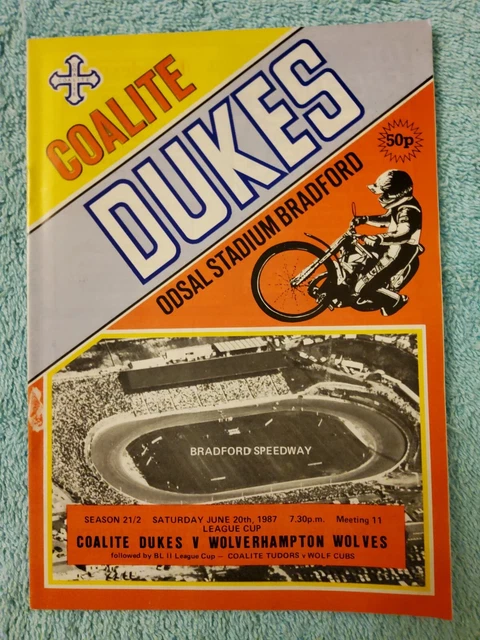 COALITE
DUKES
ODSAL STADIUM BRADFORD
50p
BRADFORD SPEEDWAY
SEASON 21/2 SATURDAY JUNE 20th, 1987 7.30p.m. Meeting 11
LEAGUE CUP
COALITE DUKES V WOLVERHAMPTON WOLVES
followed by BL II League Cup – COALITE TUDORS v WOLF CUBS